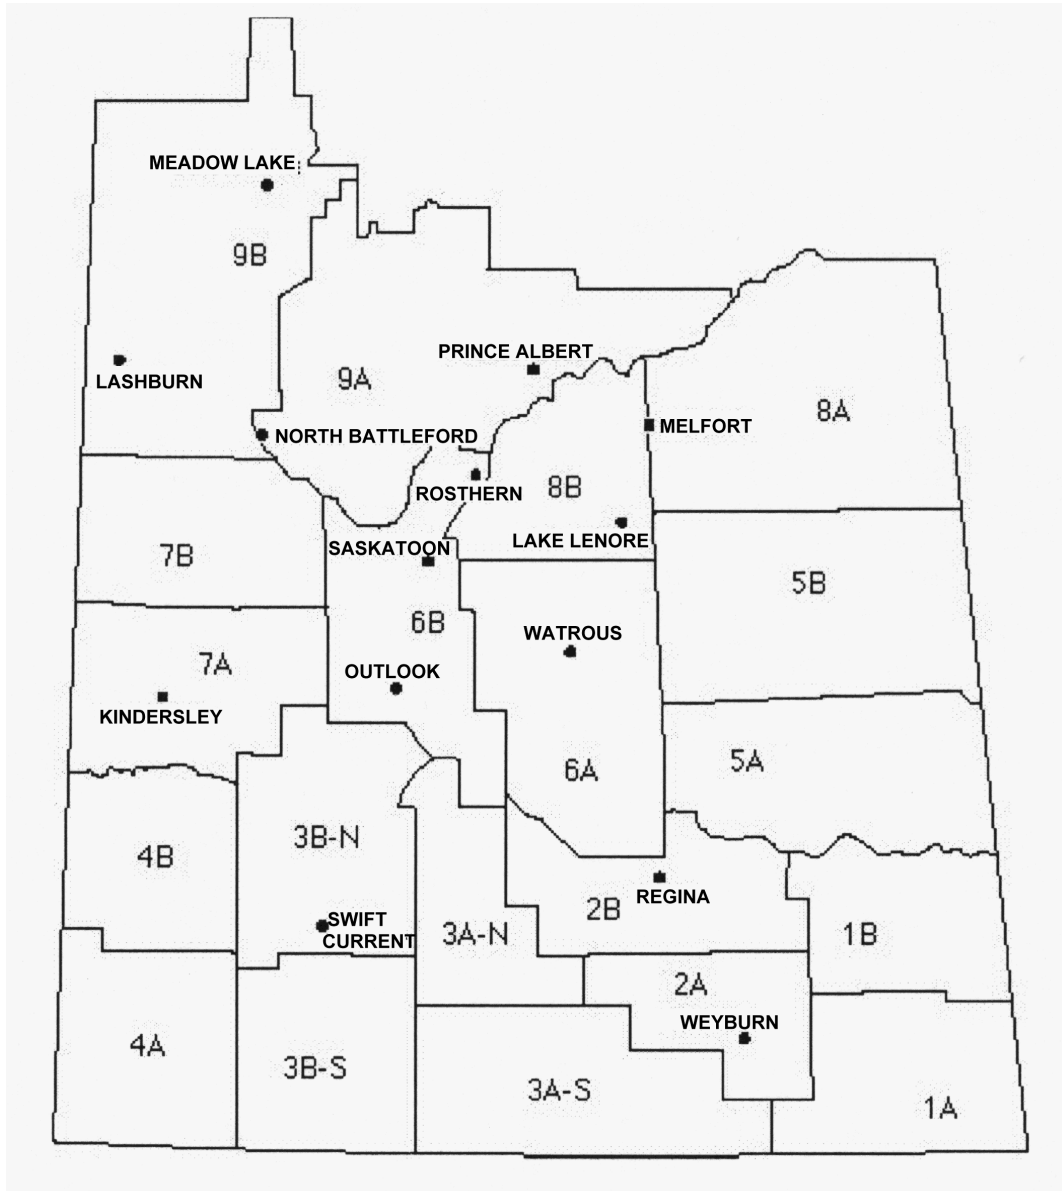 MEADOW LAKE
9B
PRINCE ALBERT
LASHBURN
9A
8A
MELFORT
NORTH BATTLEFORD
8B
ROSTHERN
LAKE LENORE
SASKATOON
7B
5B
6B
WATROUS
7A
OUTLOOK
KINDERSLEY
5A
6A
3B-N
4B
REGINA
2B
SWIFT
CURRENT
3A-N
1B
2A
WEYBURN
4A
3B-S
3A-S
1A